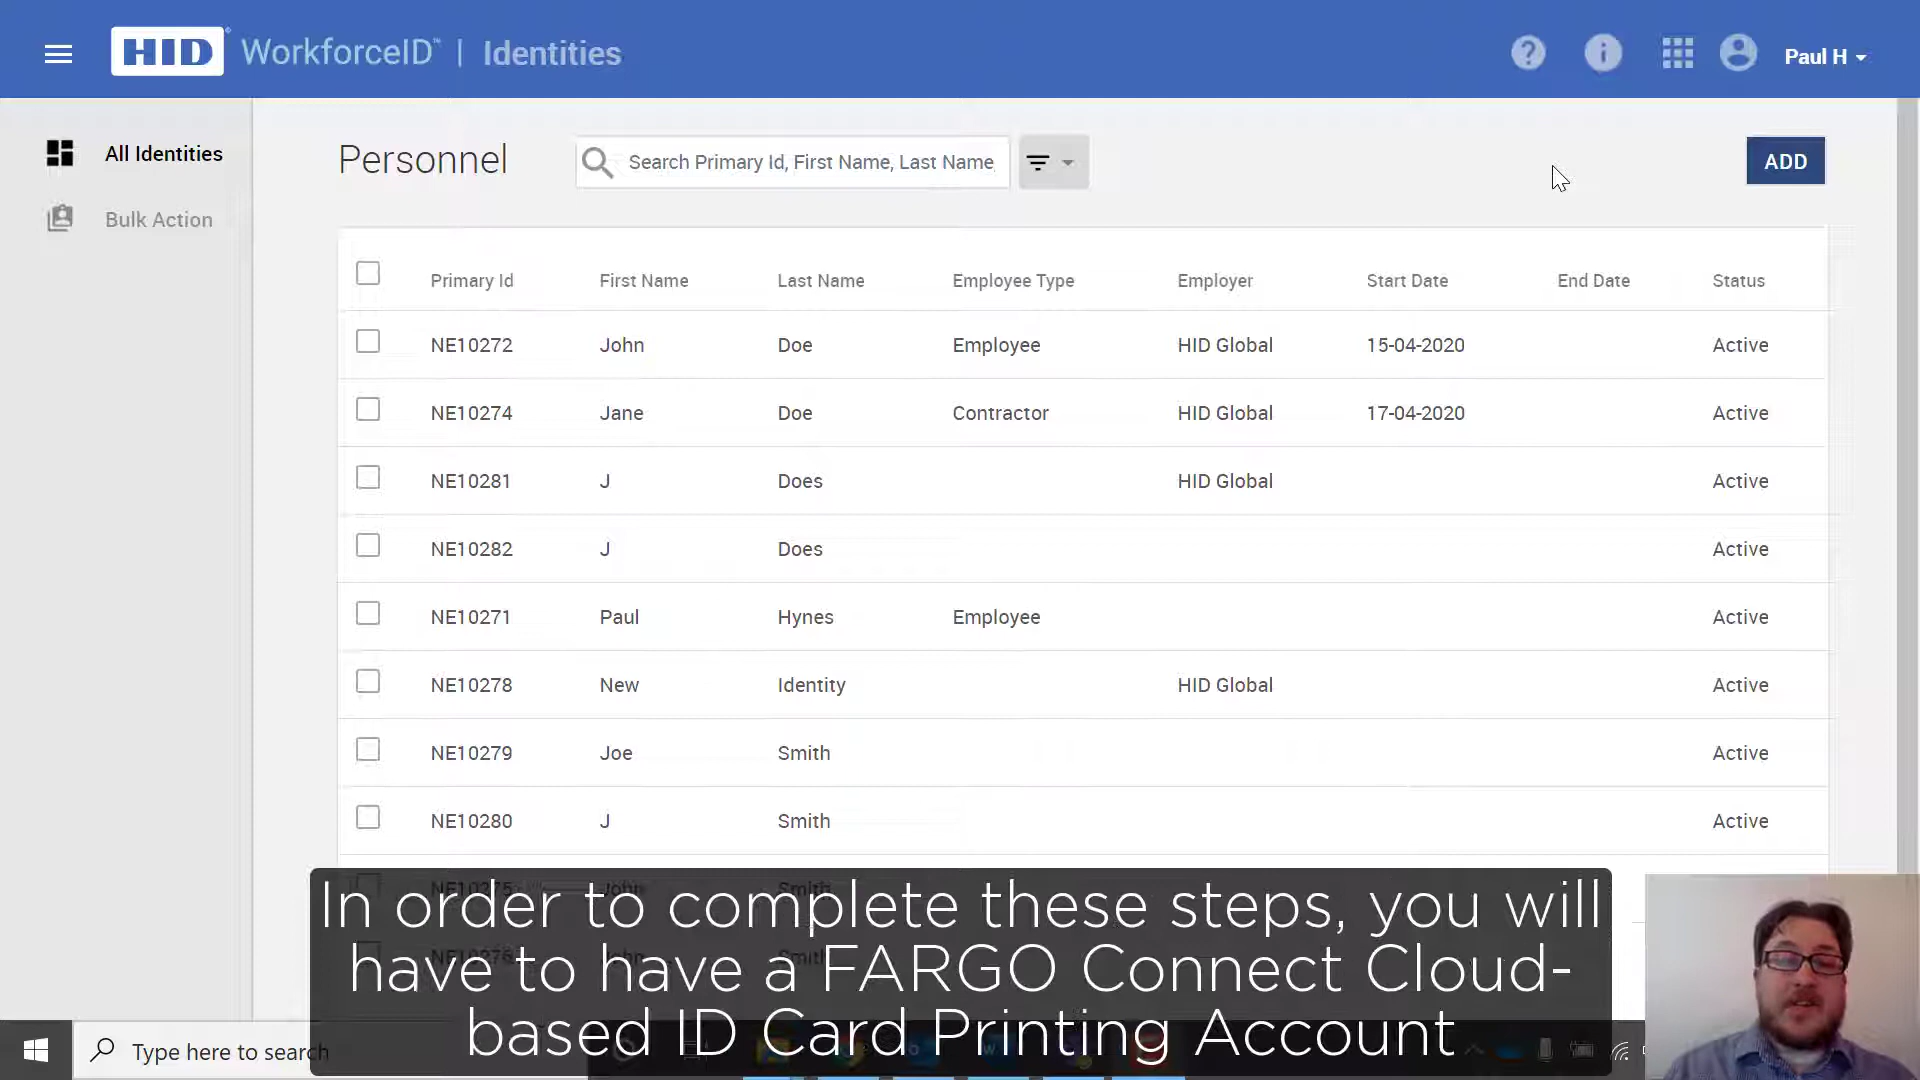 HID® WorkforceID™ | Identities
Paul H
All Identities
Bulk Action
Personnel
Search Primary Id, First Name, Last Name
ADD
Primary Id First Name Last Name Employee Type Employer Start Date End Date Status
NE10272 John Doe Employee HID Global 15-04-2020 Active
NE10274 Jane Doe Contractor HID Global 17-04-2020 Active
NE10281 J Does HID Global Active
NE10282 J Does Active
NE10271 Paul Hynes Employee Active
NE10278 New Identity HID Global Active
NE10279 Joe Smith Active
NE10280 J Smith Active
In order to complete these steps, you will
have to have a FARGO Connect Cloud-
based ID Card Printing Account
Type here to search